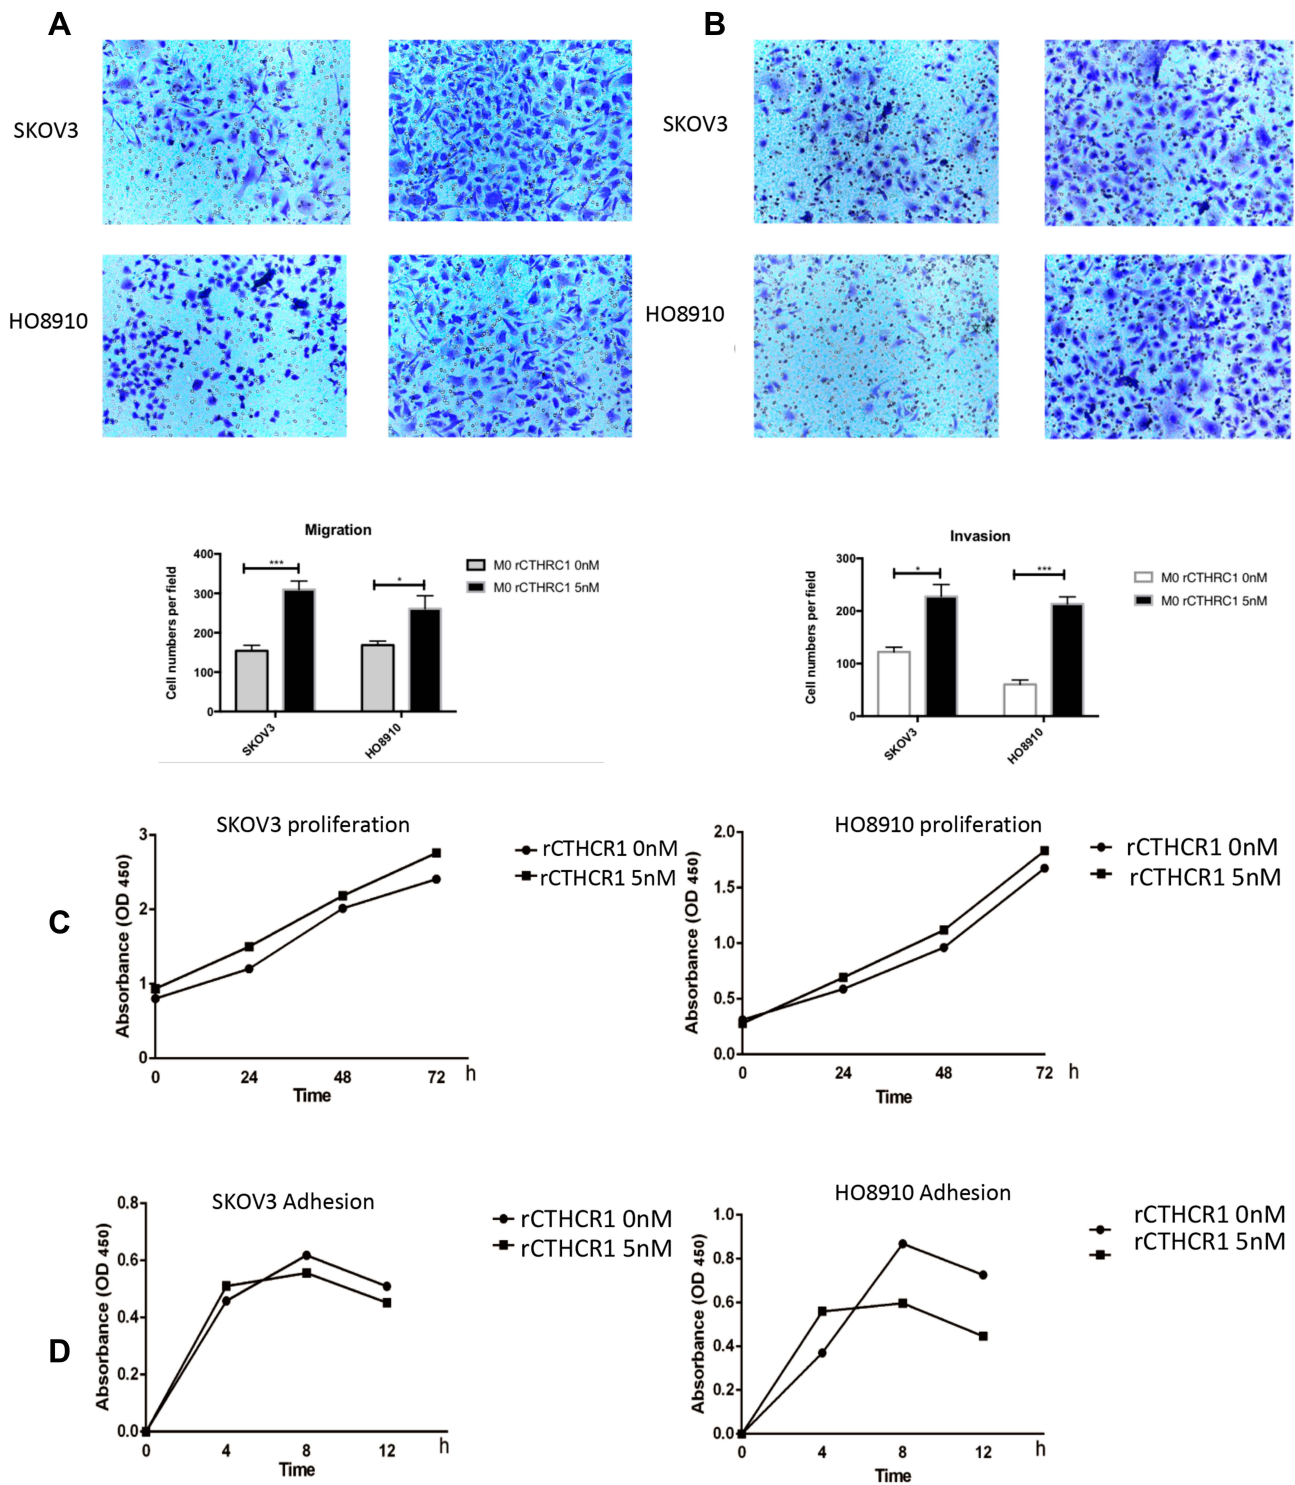 A
B
SKOV3
SKOV3
HO8910
HO8910
Migration
Cell numbers per field
400
300
200
100
0
***
*
M0 rCTHRC1 0nM
M0 rCTHRC1 5nM
SKOV3
HO8910
Invasion
Cell numbers per field
300
200
100
0
*
***
M0 rCTHRC1 0nM
M0 rCTHRC1 5nM
SKOV3
HO8910
C
SKOV3 proliferation
rCTHCR1 0nM
rCTHCR1 5nM
Absorbance (OD 450)
3
2
1
0
0 24 48 72 h
Time
HO8910 proliferation
rCTHCR1 0nM
rCTHCR1 5nM
Absorbance (OD 450)
2.0
1.5
1.0
0.5
0.0
0 24 48 72 h
Time
D
SKOV3 Adhesion
rCTHCR1 0nM
rCTHCR1 5nM
Absorbance (OD 450)
0.8
0.6
0.4
0.2
0.0
0 4 8 12 h
Time
HO8910 Adhesion
rCTHCR1 0nM
rCTHCR1 5nM
Absorbance (OD 450)
1.0
0.8
0.6
0.4
0.2
0.0
0 4 8 12 h
Time